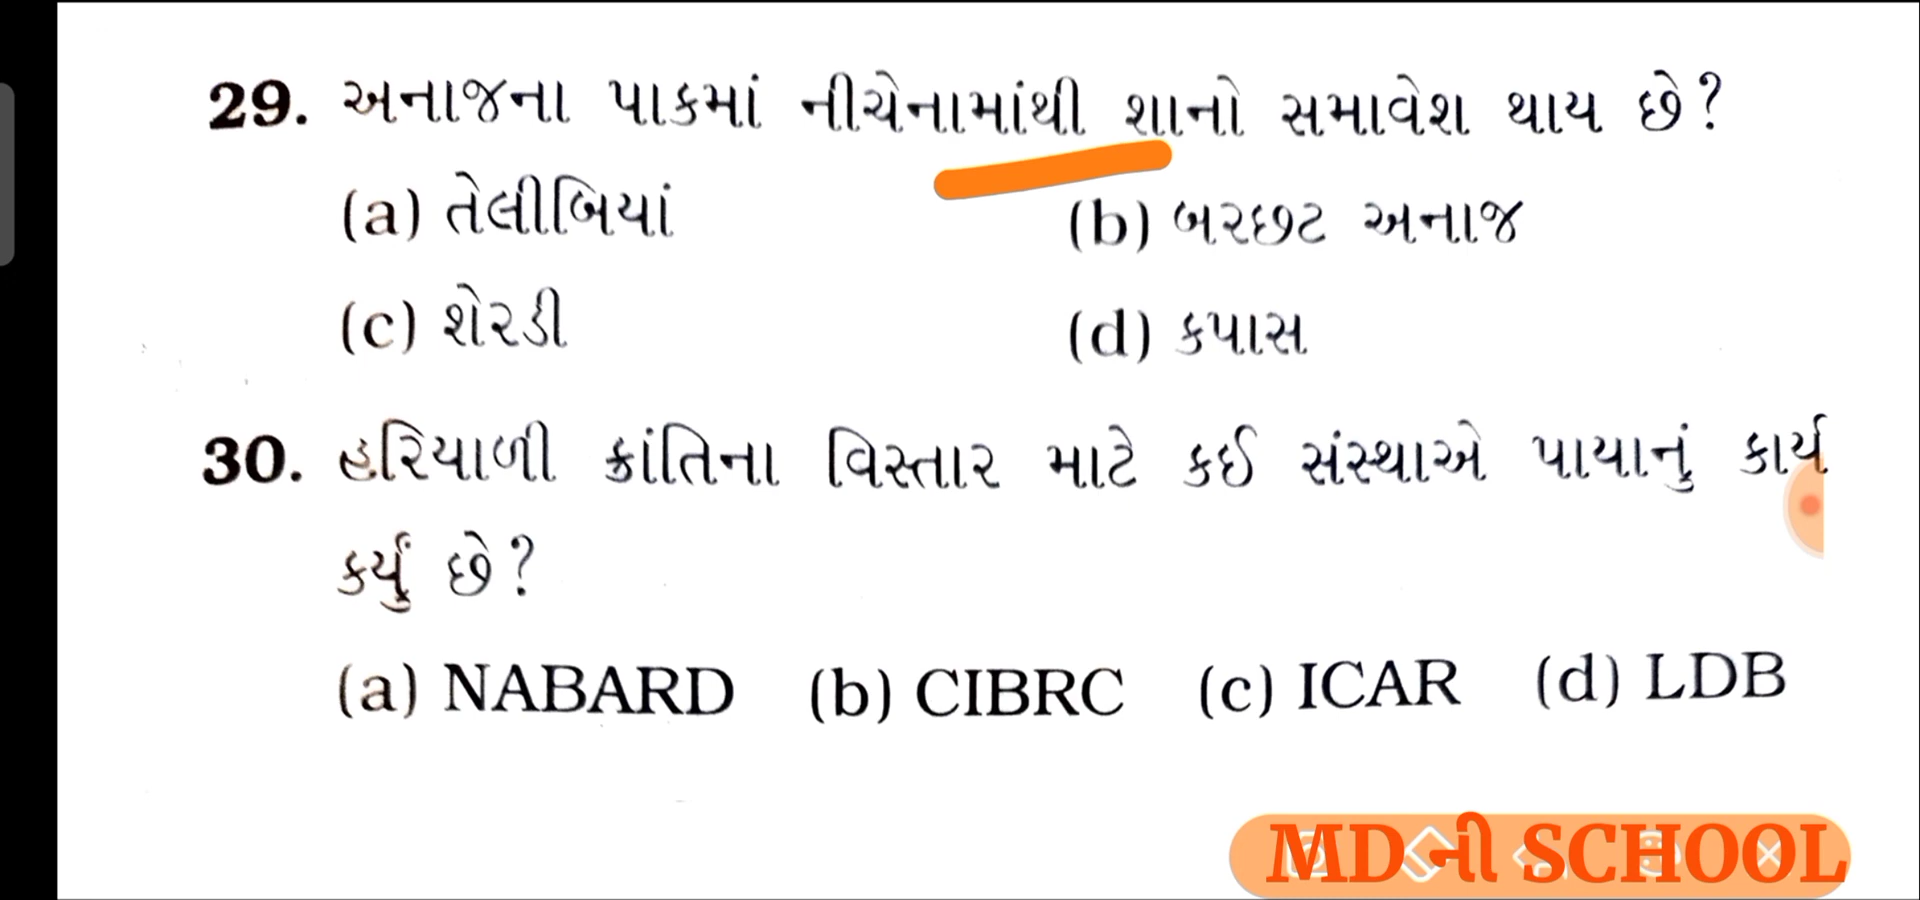 29. અનાજના પાકમાં નીચેનામાંથી શાનો સમાવેશ થાય છે?
(a) તેલીબિયાં (b) બરછટ અનાજ
(c) શેરડી (d) કપાસ
30. હરિયાળી ક્રાંતિના વિસ્તાર માટે કઈ સંસ્થાએ પાયાનું કાર્ય
કર્યું છે?
(a) NABARD (b) CIBRC (c) ICAR (d) LDB
MDની SCHOOL